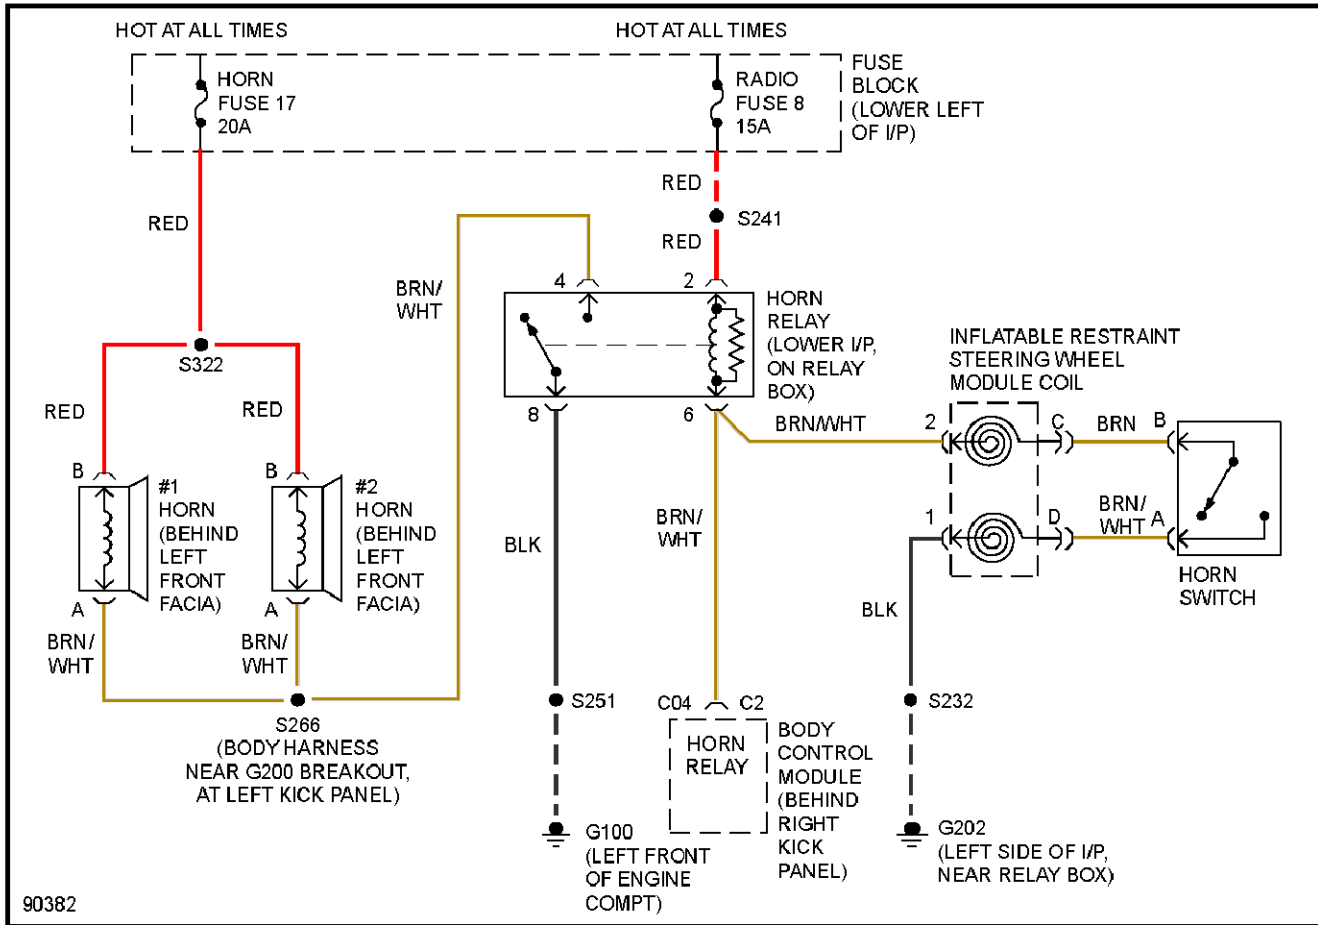 HOT AT ALL TIMES
HOT AT ALL TIMES
HORN
FUSE 17
20A
RADIO
FUSE 8
15A
FUSE
BLOCK
(LOWER LEFT
OF I/P)
RED
RED
S241
RED
BRN/
WHT
4
2
HORN
RELAY
(LOWER I/P,
ON RELAY
BOX)
S322
RED
RED
8
6
BRN/WHT
INFLATABLE RESTRAINT
STEERING WHEEL
MODULE COIL
2
C
BRN
B
1
D
BRN/
WHT
A
HORN
SWITCH
B
#1
HORN
(BEHIND
LEFT
FRONT
FACIA)
A
B
#2
HORN
(BEHIND
LEFT
FRONT
FACIA)
A
BRN/
WHT
BRN/
WHT
BLK
BRN/
WHT
BLK
S266
(BODY HARNESS
NEAR G200 BREAKOUT,
AT LEFT KICK PANEL)
S251
C04
C2
HORN
RELAY
BODY
CONTROL
MODULE
(BEHIND
RIGHT
KICK
PANEL)
S232
G100
(LEFT FRONT
OF ENGINE
COMPT)
G202
(LEFT SIDE OF I/P,
NEAR RELAY BOX)
90382